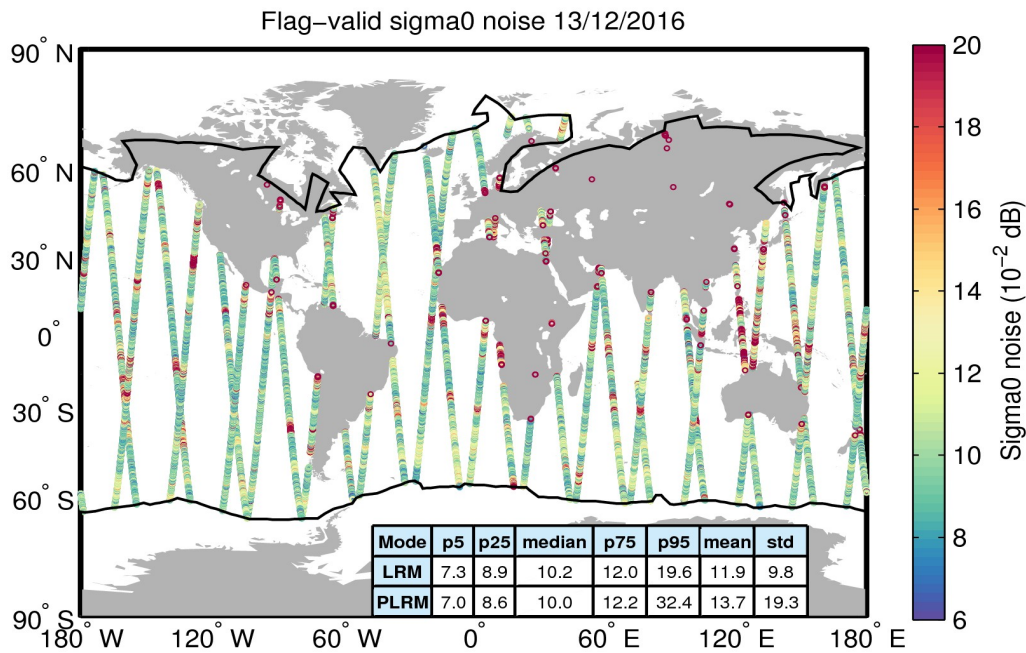 Flag-valid sigma0 noise 13/12/2016
90° N
60° N
30° N
0°
30° S
60° S
90° S
180° W
120° W
60° W
0°
60° E
120° E
180° E
Mode p5 p25 median p75 p95 mean std
LRM 7.3 8.9 10.2 12.0 19.6 11.9 9.8
PLRM 7.0 8.6 10.0 12.2 32.4 13.7 19.3
20
18
16
14
12
10
8
6
Sigma0 noise (10⁻² dB)